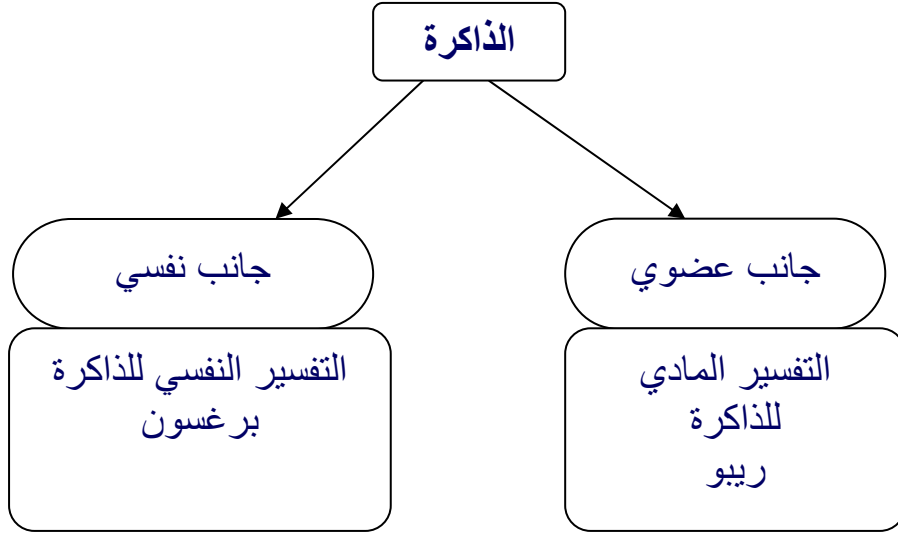 الذاكرة
جانب عضوي
التفسير المادي
للذاكرة
ريبو
جانب نفسي
التفسير النفسي للذاكرة
برغسون